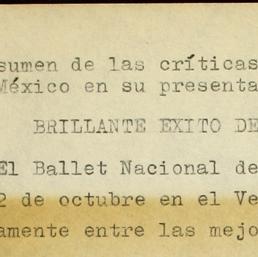 sumen de las críticas
México en su presenta
BRILLANTE EXITO DE
El Ballet Nacional de
2 de octubre en el Ve
amente entre las mejo